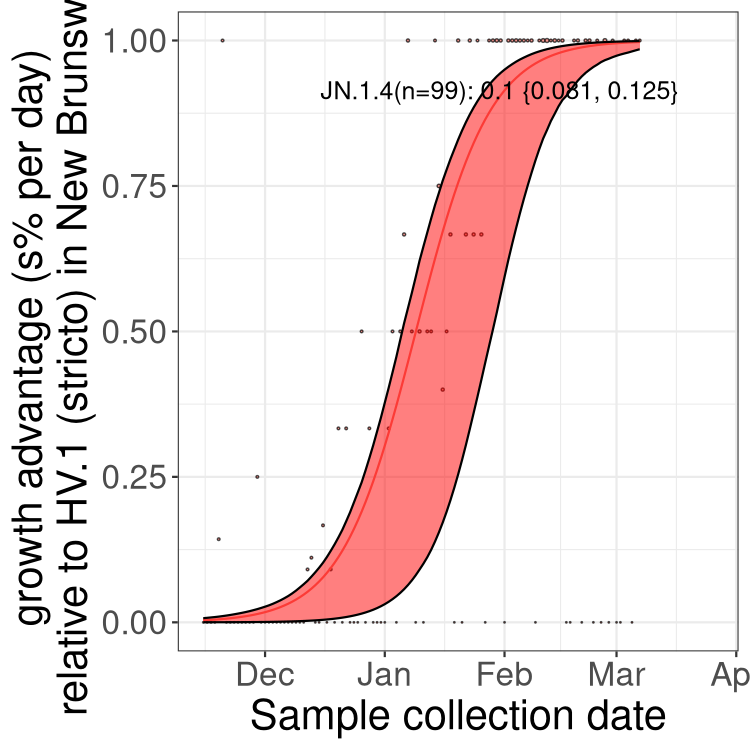 growth advantage (s% per day)
relative to HV.1 (stricto) in New Brunsw
1.00
0.75
0.50
0.25
0.00
JN.1.4(n=99): 0.1 {0.081, 0.125}
Dec Jan Feb Mar Ap
Sample collection date